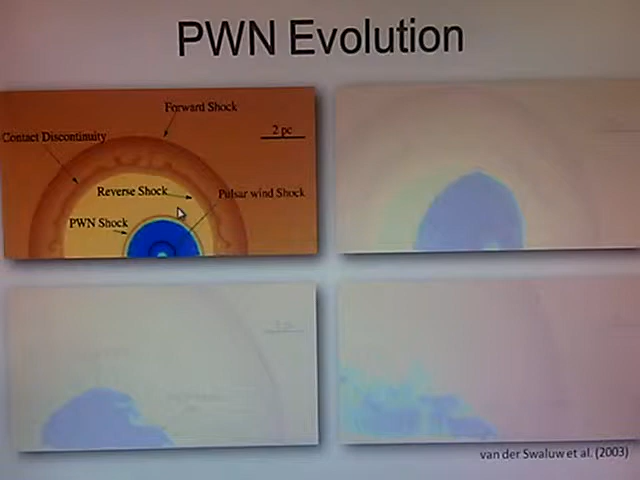 PWN Evolution
Forward Shock
Contact Discontinuity
2 pc
Reverse Shock
Pulsar wind Shock
PWN Shock
van der Swaluw et al. (2003)